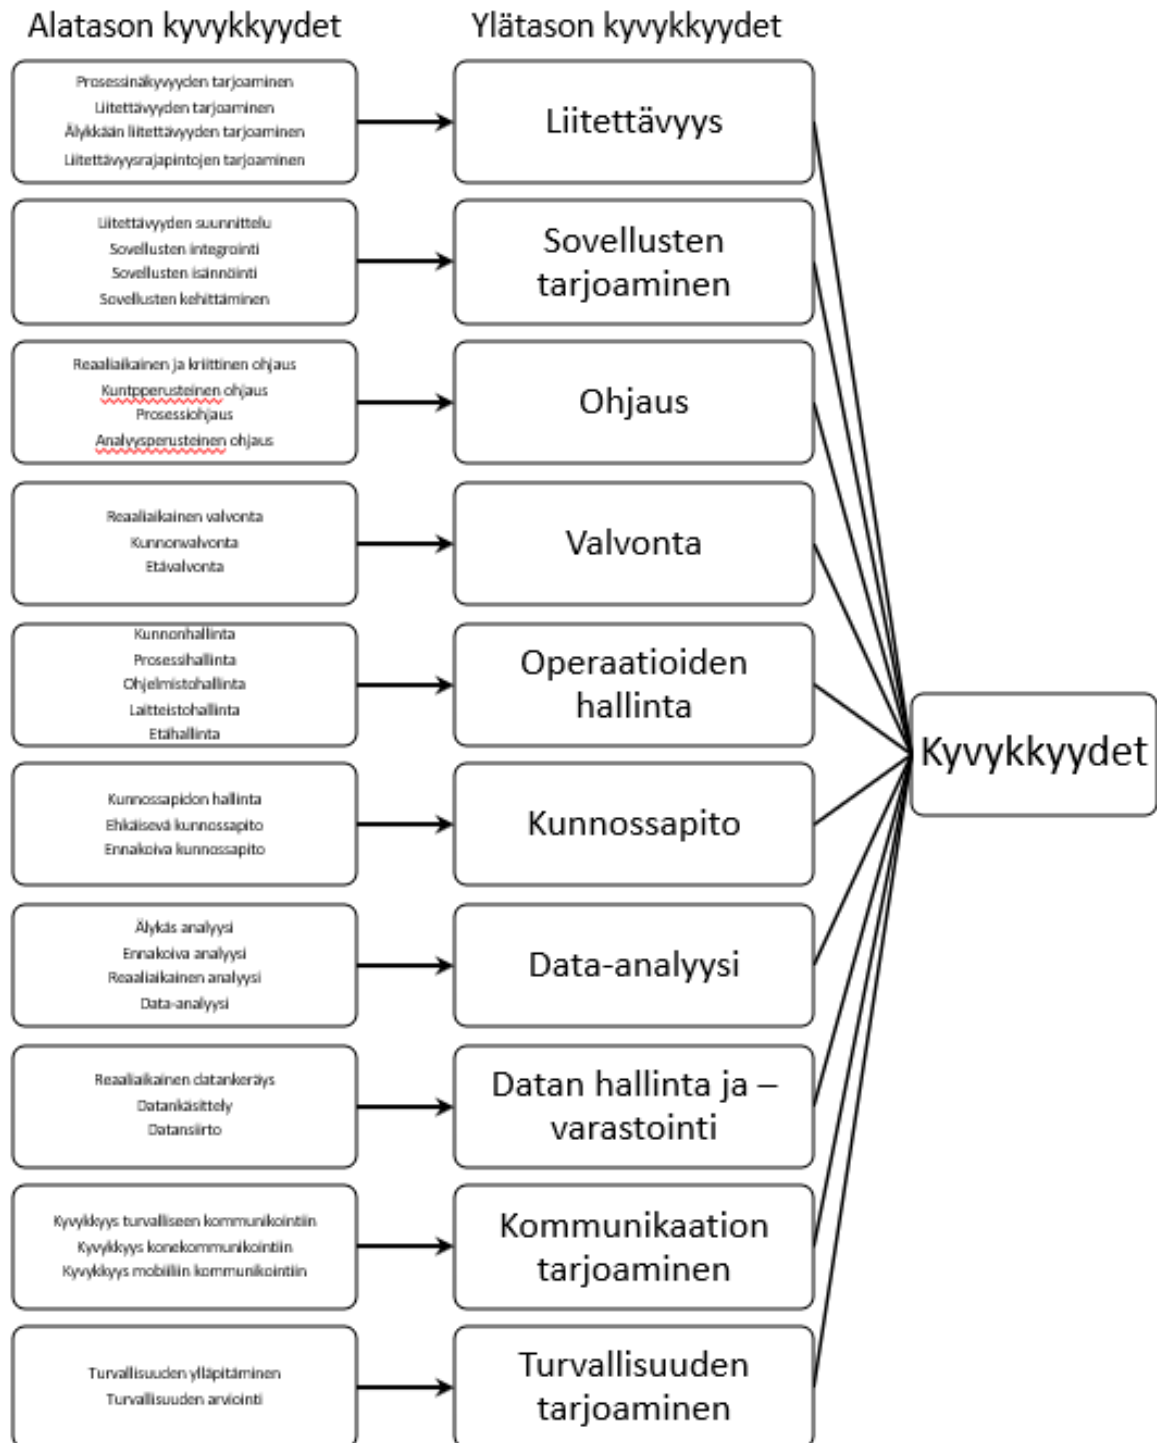 Alatason kyvykkyydet
Ylätason kyvykkyydet
Prosessinäkyvyyden tarjoaminen
Liitettävyyden tarjoaminen
Älykkään liitettävyyden tarjoaminen
Liitettävyysrajapintojen tarjoaminen
Liitettävyys
Liitettävyyden suunnittelu
Sovellusten integrointi
Sovellusten isännöinti
Sovellusten kehittäminen
Sovellusten
tarjoaminen
Reaaliaikainen ja kriittinen ohjaus
Kuntpperusteinen ohjaus
Prosessiohjaus
Analyysperusteinen ohjaus
Ohjaus
Reaaliaikainen valvonta
Kunnonvalvonta
Etävalvonta
Valvonta
Kunnonhallinta
Prosessihallinta
Ohjelmistohallinta
Laitteistohallinta
Etähallinta
Operaatioiden
hallinta
Kyvykkyydet
Kunnossapidon hallinta
Ehkäisevä kunnossapito
Ennakoiva kunnossapito
Kunnossapito
Älykäs analyysi
Ennakoiva analyysi
Reaaliaikainen analyysi
Data-analyysi
Data-analyysi
Reaaliaikainen datankeräys
Datankäsittely
Datansiirto
Datan hallinta ja –
varastointi
Kyvykkyys turvalliseen kommunikointiin
Kyvykkyys konekommunikointiin
Kyvykkyys mobiiliin kommunikointiin
Kommunikaation
tarjoaminen
Turvallisuuden ylläpitäminen
Turvallisuuden arviointi
Turvallisuuden
tarjoaminen